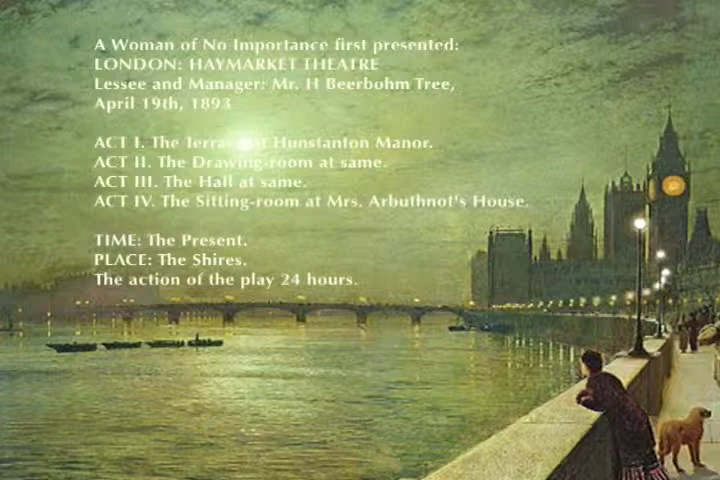 A Woman of No Importance first presented:
LONDON: HAYMARKET THEATRE
Lessee and Manager: Mr. H Beerbohm Tree,
April 19th, 1893
ACT I. The Terrace at Hunstanton Manor.
ACT II. The Drawing-room at same.
ACT III. The Hall at same.
ACT IV. The Sitting-room at Mrs. Arbuthnot's House.
TIME: The Present.
PLACE: The Shires.
The action of the play 24 hours.